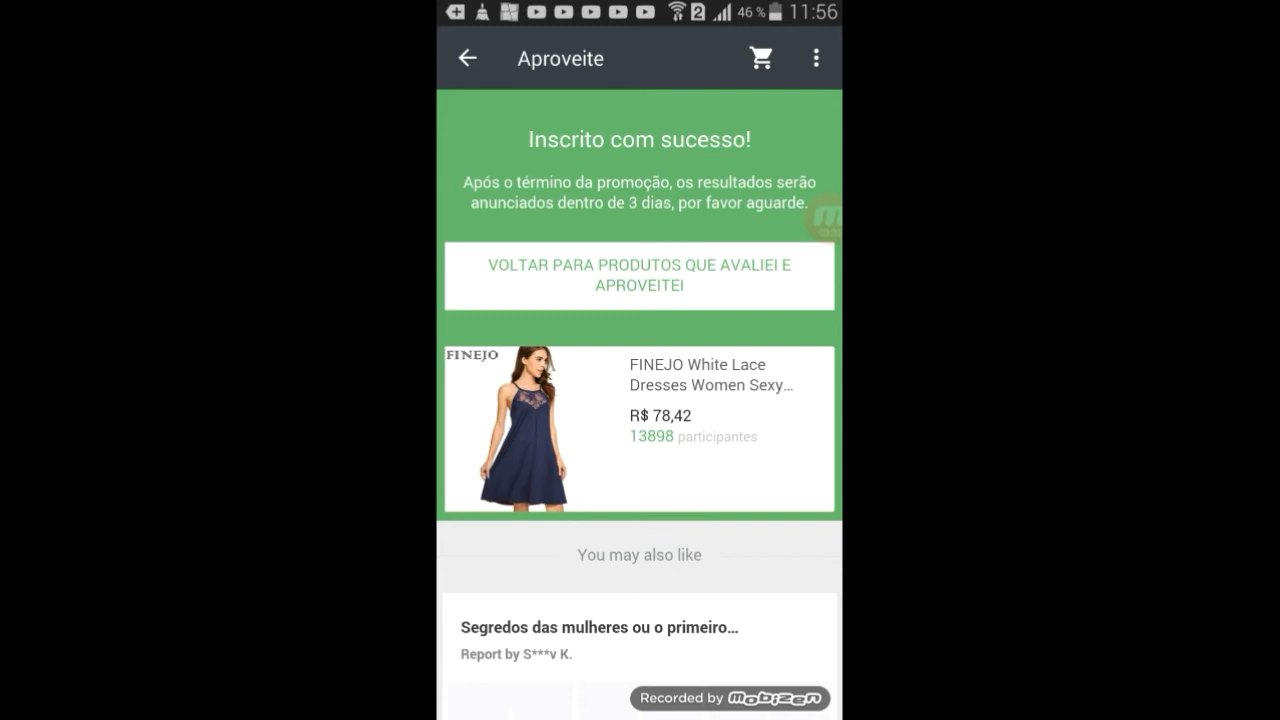 2 46 % 11:56
Aproveite
Inscrito com sucesso!
Após o término da promoção, os resultados serão
anunciados dentro de 3 dias, por favor aguarde.
VOLTAR PARA PRODUTOS QUE AVALIEI E
APROVEITEI
FINEJO
FINEJO White Lace
Dresses Women Sexy...
R$ 78,42
13898 participantes
You may also like
Segredos das mulheres ou o primeiro...
Report by S***v K.
Recorded by mobizen